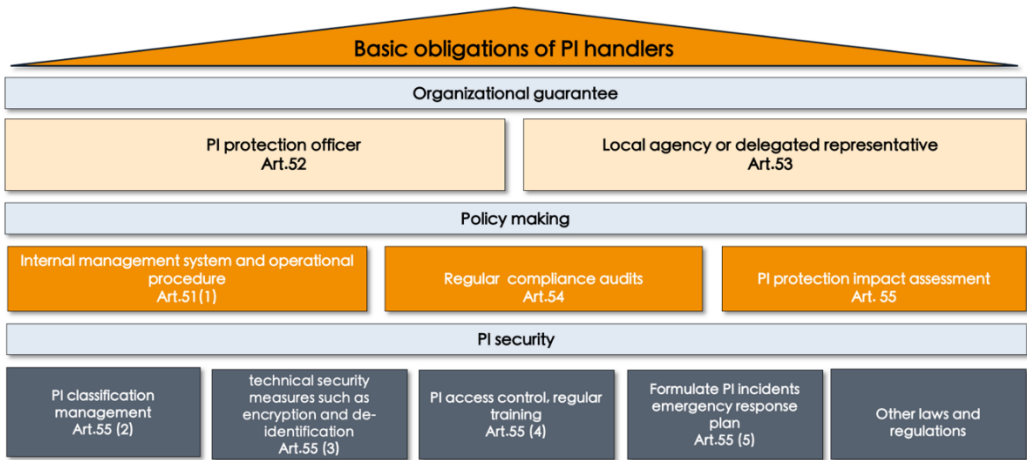 Basic obligations of PI handlers
Organizational guarantee
PI protection officer
Art.52
Local agency or delegated representative
Art.53
Policy making
Internal management system and operational
procedure
Art.51(1)
Regular compliance audits
Art.54
PI protection impact assessment
Art. 55
PI security
PI classification
management
Art.55 (2)
technical security
measures such as
encryption and de-
identification
Art.55 (3)
PI access control, regular
training
Art.55 (4)
Formulate PI incidents
emergency response
plan
Art.55 (5)
Other laws and
regulations